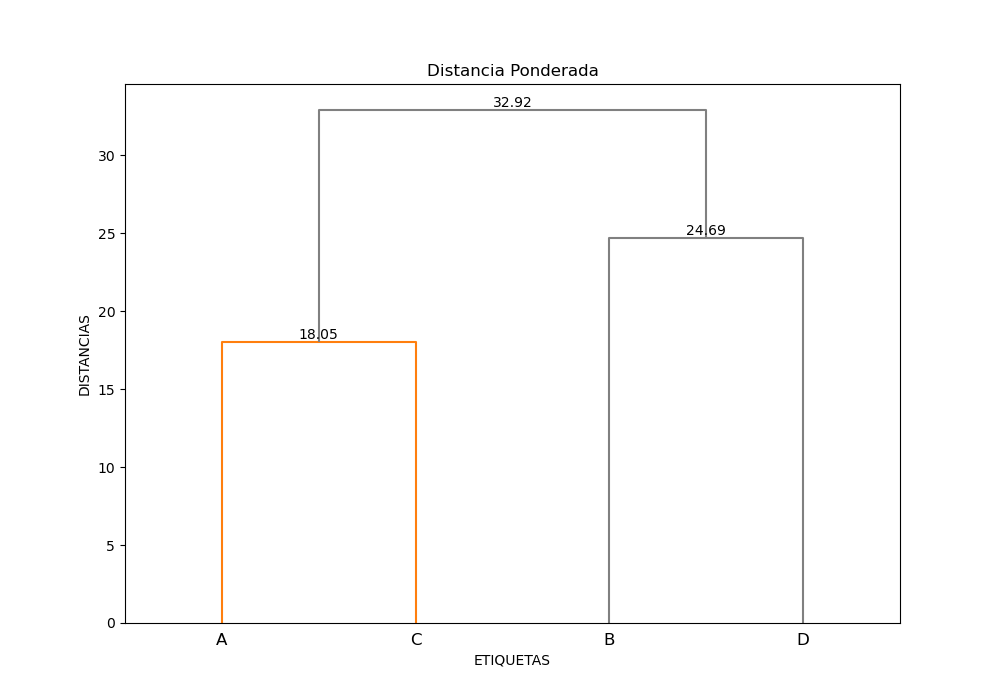 Distancia Ponderada
32.92
30
25
24.69
20
18.05
15
10
5
0
DISTANCIAS
A C B D
ETIQUETAS